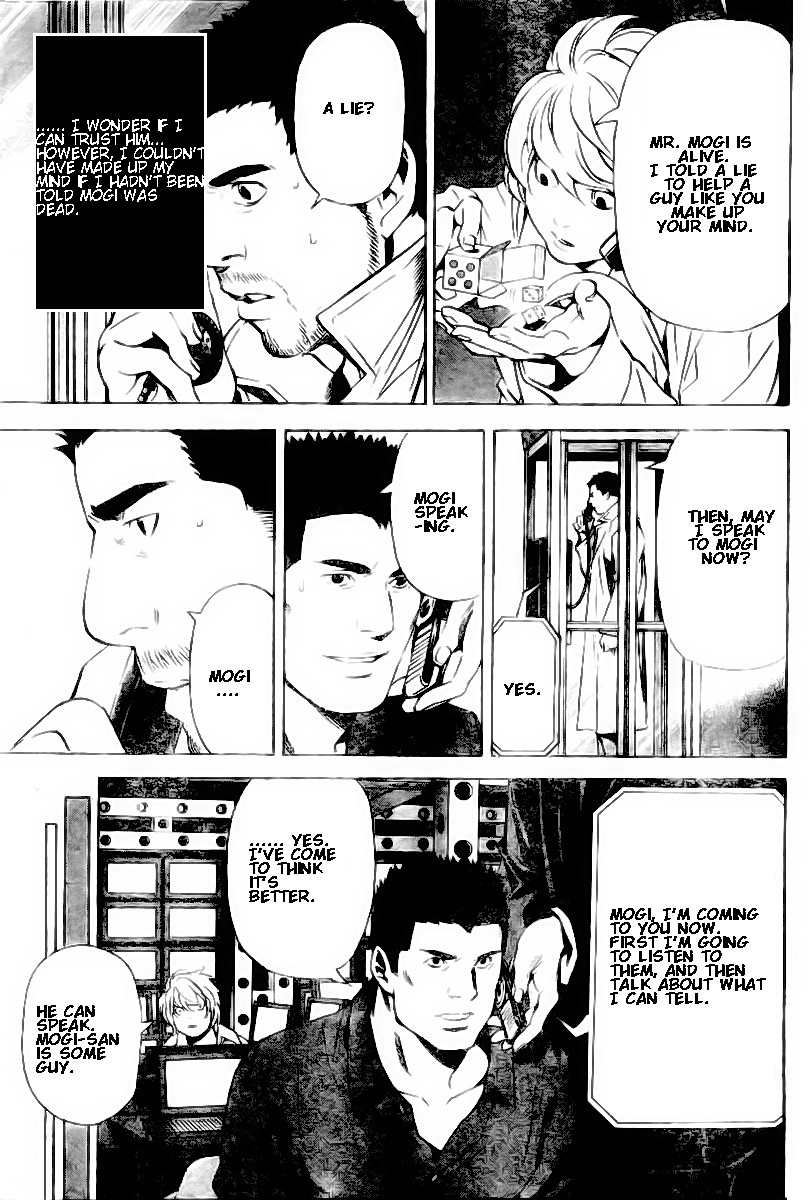 MR. MOGI IS
ALIVE.
I TOLD A LIE
TO HELP A
GUY LIKE YOU
MAKE UP
YOUR MIND.
A LIE?
...... I WONDER IF I
CAN TRUST HIM...
HOWEVER, I COULDN'T
HAVE MADE UP MY
MIND IF I HADN'T BEEN
TOLD MOGI WAS
DEAD.
THEN, MAY
I SPEAK
TO MOGI
NOW?
YES.
MOGI
SPEAK
-ING.
MOGI
....
MOGI, I'M COMING
TO YOU NOW.
FIRST I'M GOING
TO LISTEN TO
THEM, AND THEN
TALK ABOUT WHAT
I CAN TELL.
...... YES.
I'VE COME
TO THINK
IT'S
BETTER.
HE CAN
SPEAK.
MOGI-SAN
IS SOME
GUY.